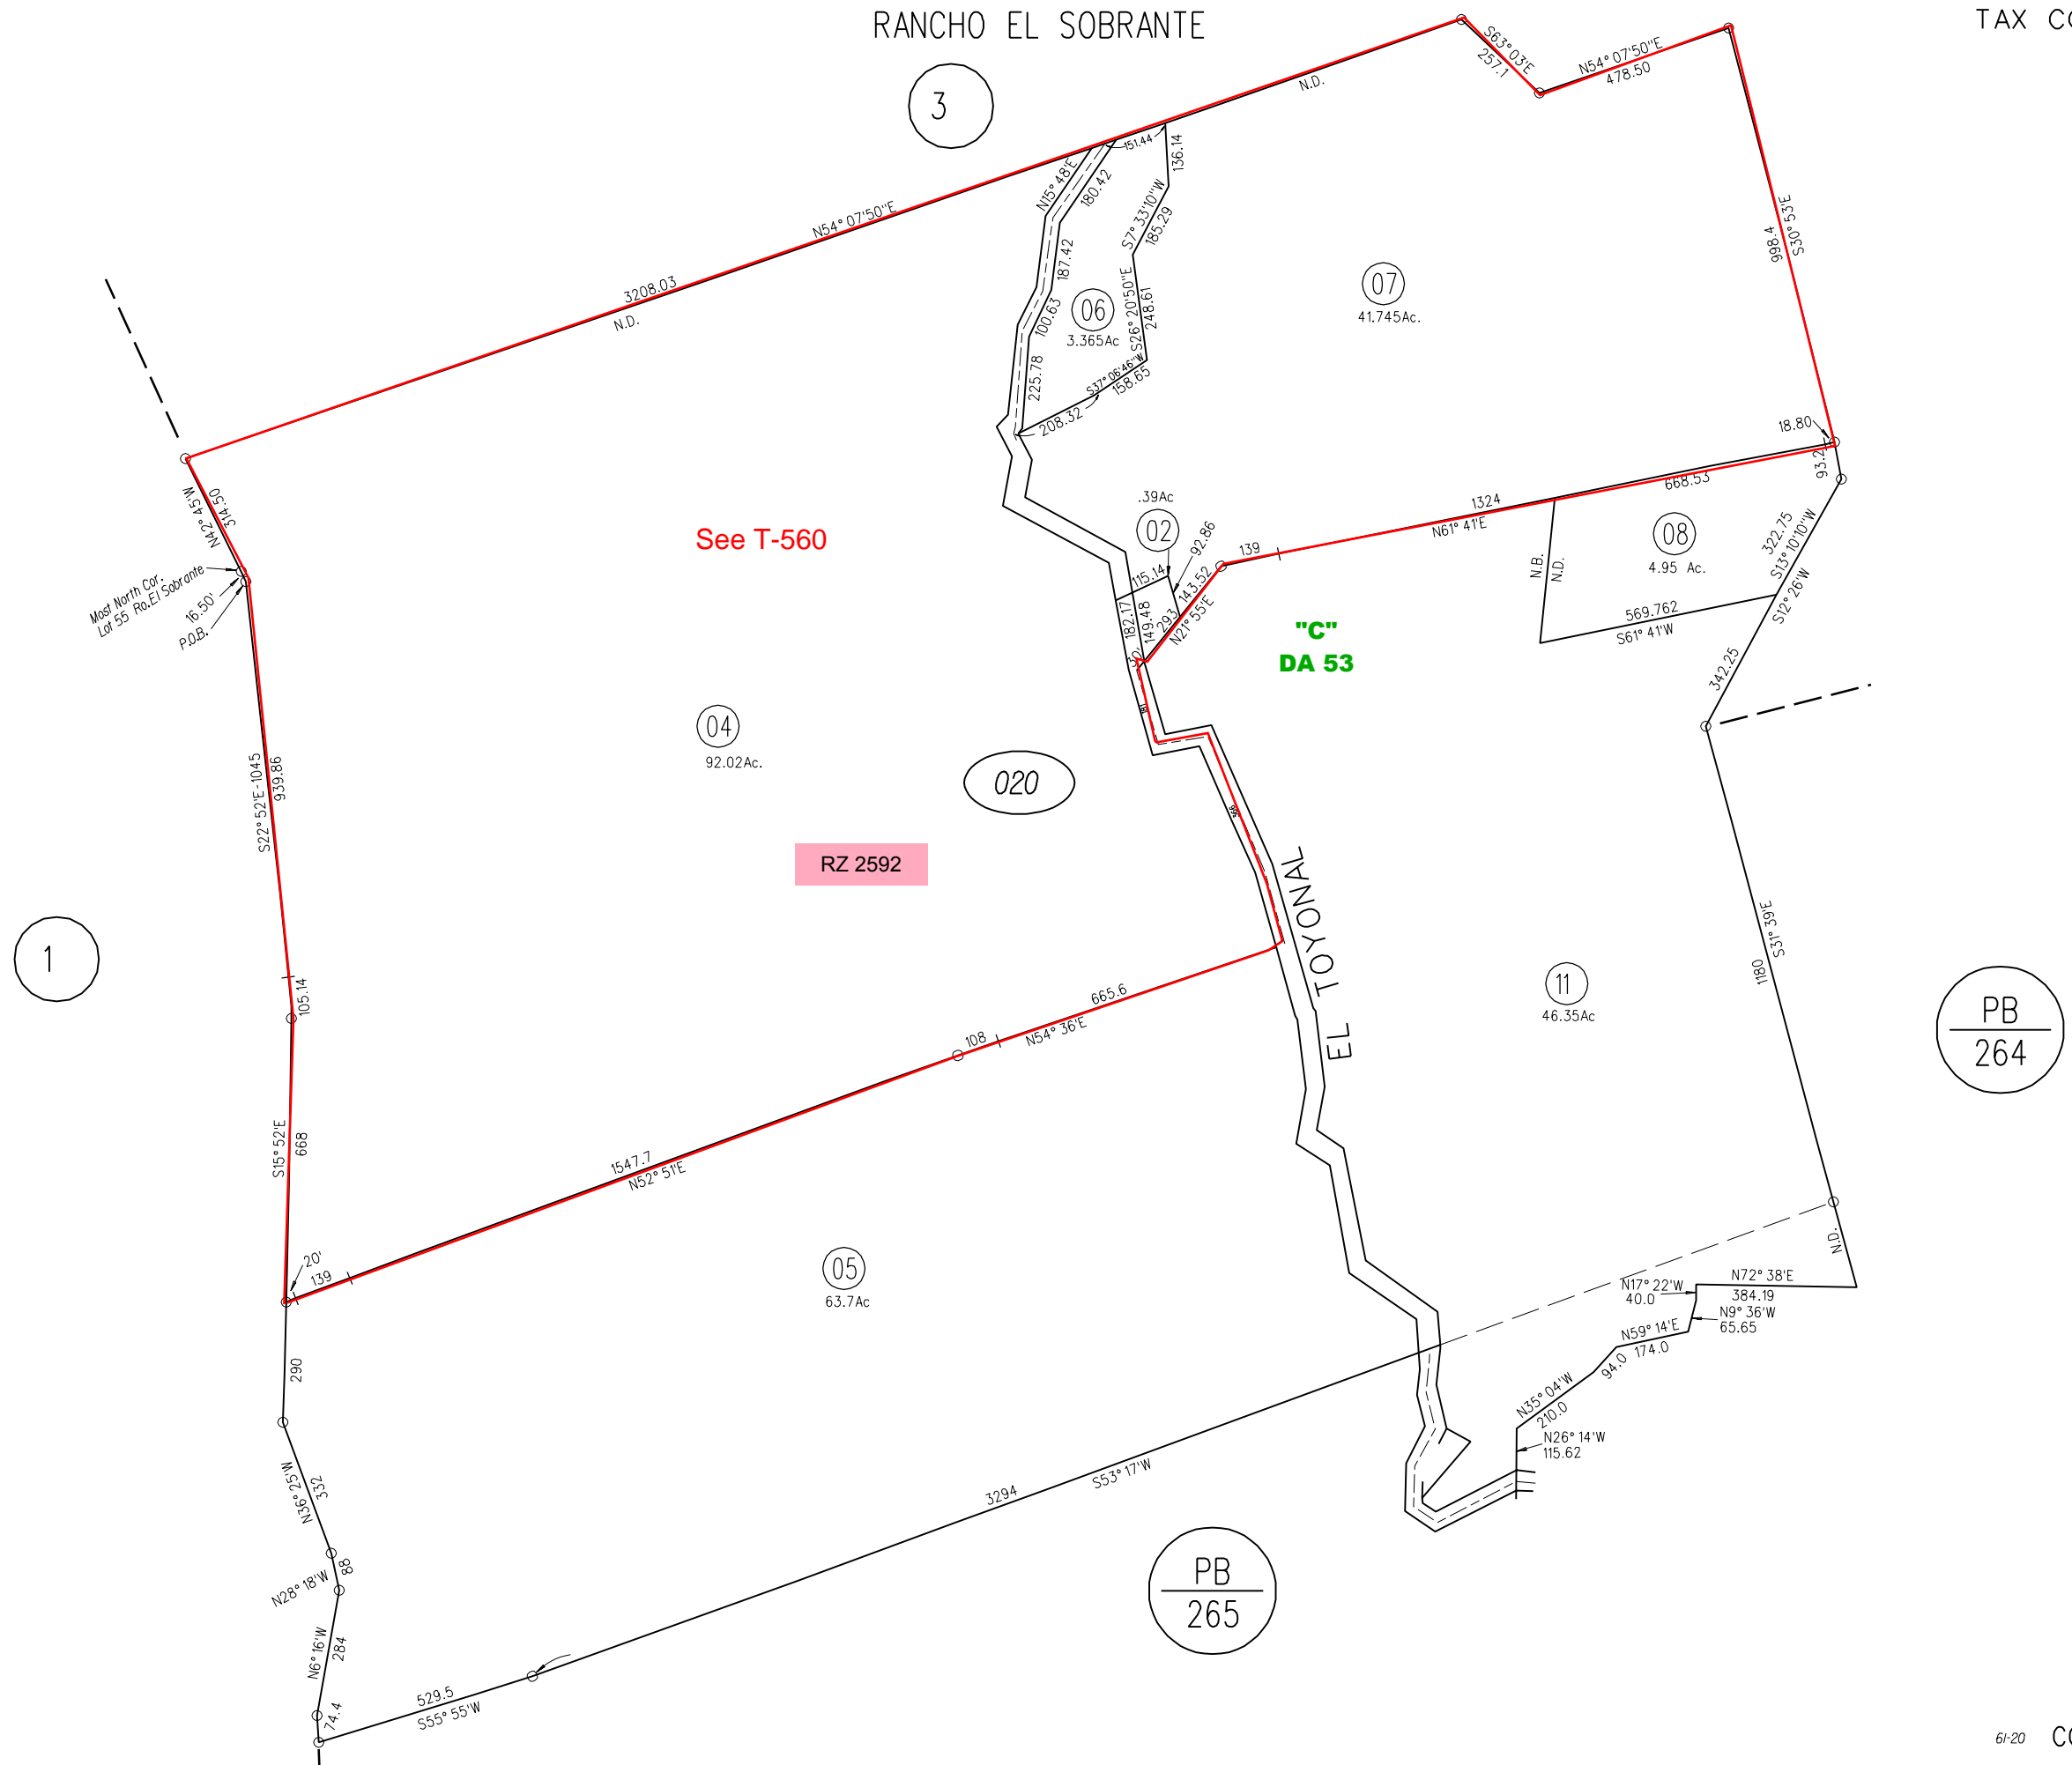 RANCHO EL SOBRANTE
TAX CO
3
S63° 03'E
257.1
N54° 07'50"E
478.50
N.D.
151.44
136.14
N15° 48'E
180.42
S7° 33'10"W
185.29
187.42
100.63
225.78
06
3.365Ac
S26° 20'50"E
248.61
S37° 06'46"W
158.65
208.32
07
41.745Ac.
S30° 53'E
998.4
N54° 07'50"E
3208.03
N.D.
18.80
93.2
668.53
1324
N61° 41'E
N42° 45'W
314.50
See T-560
.39Ac
02
92.86
139
115.14
143.52
293
N21° 55'E
182.17
149.48
30'
181
N.B.
N.D.
08
4.95 Ac.
322.75
S13° 10'10"W
S12° 26'W
569.762
S61° 41'W
342.25
Most North Cor.
Lot 55 Ro.El Sobrante
16.50'
P.O.B.
"C"
DA 53
04
92.02Ac.
020
S22° 52'E-1045
939.86
RZ 2592
1
105.14
EL TOYONAL
665.6
N54° 36'E
108
11
46.35Ac
S31° 39'E
1180
PB
264
S15° 52'E
668
1547.7
N52° 51'E
20'
139
05
63.7Ac
N.D.
N17° 22'W
40.0
N72° 38'E
384.19
N9° 36'W
65.65
N59° 14'E
174.0
94.0
N35° 04'W
210.0
N26° 14'W
115.62
290
N36° 25'W
332
S53° 17'W
3294
N28° 18'W
88
PB
265
N6° 16'W
284
74.4
529.5
S55° 55'W
61-20 CO